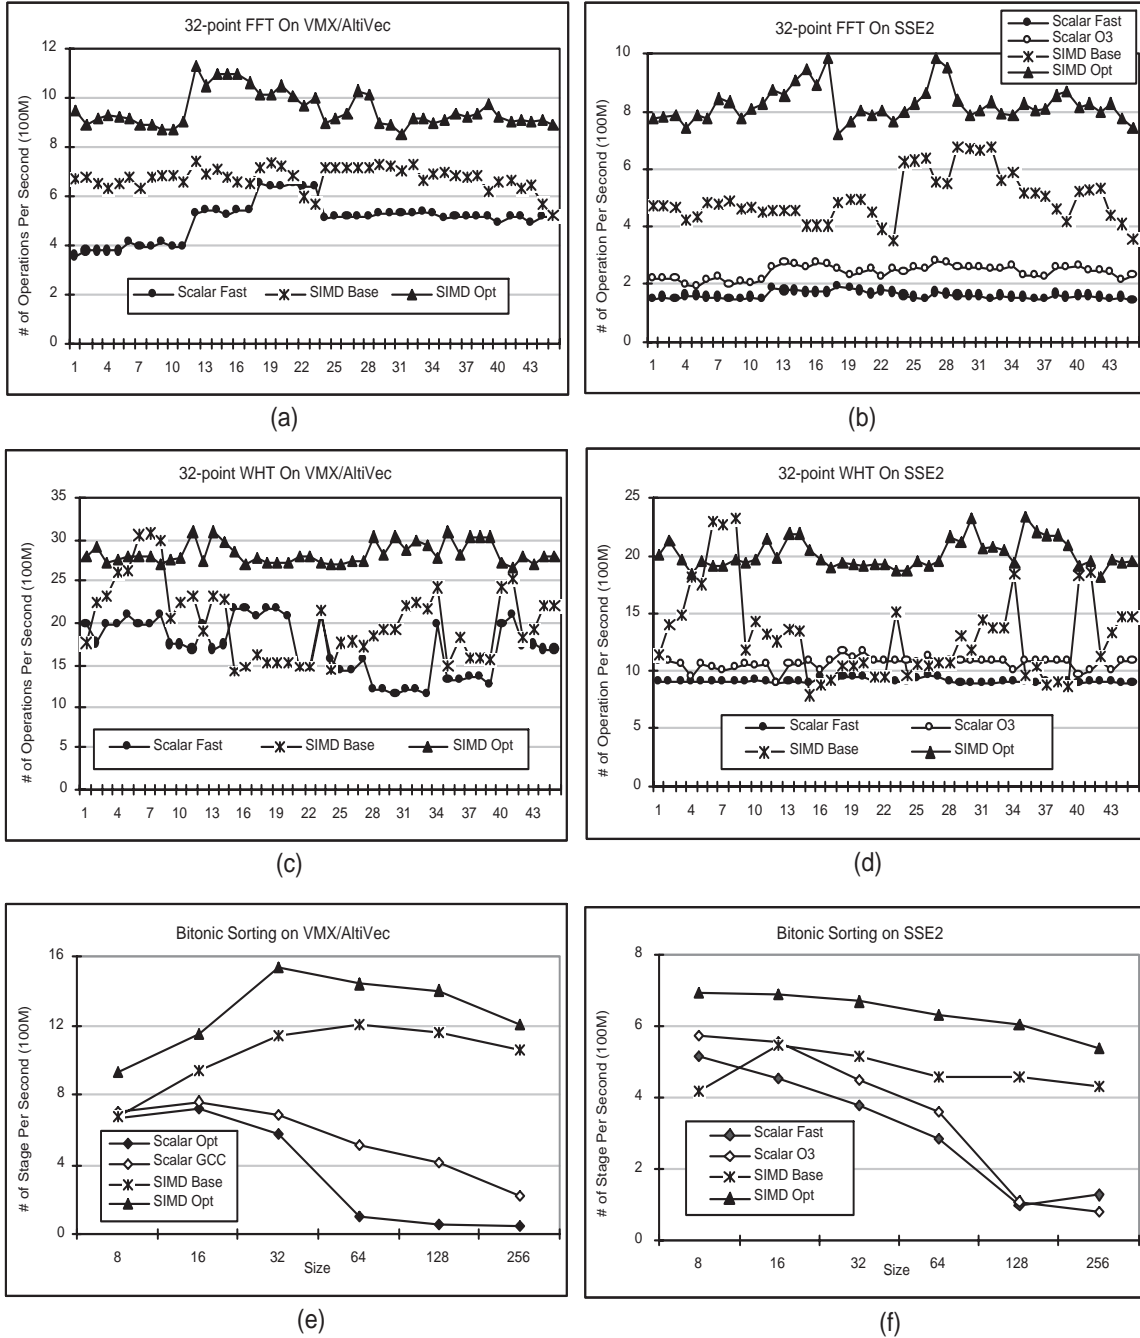 32-point FFT On VMX/AltiVec
# of Operations Per Second (100M)
12
10
8
6
4
2
0
Scalar Fast SIMD Base SIMD Opt
1 4 7 10 13 16 19 22 25 28 31 34 37 40 43
(a)
32-point FFT On SSE2
Scalar Fast
Scalar O3
SIMD Base
SIMD Opt
# of Operation Per Second (100M)
10
8
6
4
2
0
1 4 7 10 13 16 19 22 25 28 31 34 37 40 43
(b)
32-point WHT On VMX/AltiVec
# of Operations Per Second (100M)
35
30
25
20
15
10
5
0
Scalar Fast SIMD Base SIMD Opt
1 4 7 10 13 16 19 22 25 28 31 34 37 40 43
(c)
32-point WHT On SSE2
# of Operation Per Second (100M)
25
20
15
10
5
0
Scalar Fast Scalar O3
SIMD Base SIMD Opt
1 4 7 10 13 16 19 22 25 28 31 34 37 40 43
(d)
Bitonic Sorting on VMX/AltiVec
# of Stage Per Second (100M)
16
12
8
4
0
Scalar Opt
Scalar GCC
SIMD Base
SIMD Opt
8 16 32 64 128 256
Size
(e)
Bitonic Sorting on SSE2
# of Stage Per Second (100M)
8
6
4
2
0
Scalar Fast
Scalar O3
SIMD Base
SIMD Opt
8 16 32 64 128 256
Size
(f)